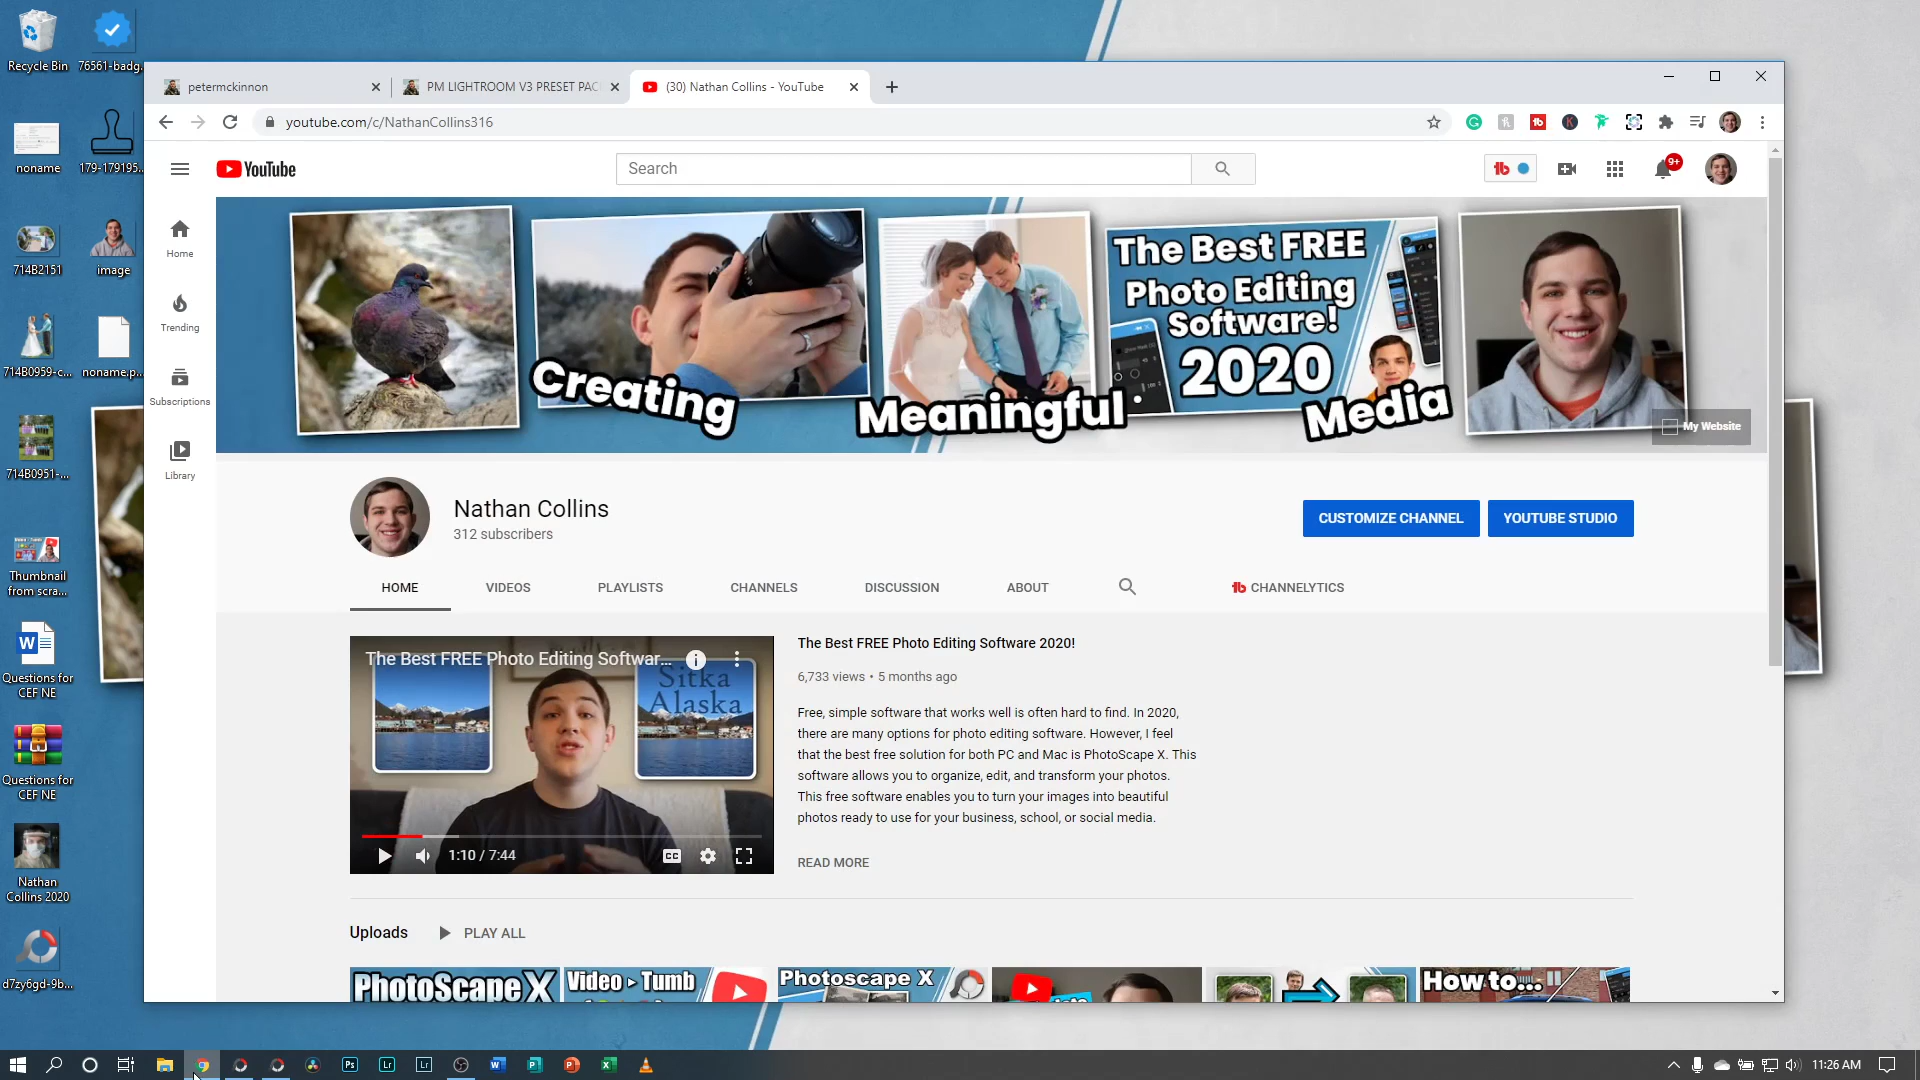 Recycle Bin
76561-badg...
noname
179-179195...
714B2151
image
714B0959-c...
noname.p...
714B0951-...
Thumbnail
from scra...
Questions for
CEF NE
Questions for
CEF NE
Nathan
Collins 2020
d7zy6gd-9b...
petermckinnon
PM LIGHTROOM V3 PRESET PAC
(30) Nathan Collins - YouTube
youtube.com/c/NathanCollins316
YouTube
Search
9+
Home
Trending
Subscriptions
Library
Creating
Meaningful
The Best FREE
Photo Editing
Software!
2020
Media
My Website
Nathan Collins
312 subscribers
CUSTOMIZE CHANNEL
YOUTUBE STUDIO
HOME
VIDEOS
PLAYLISTS
CHANNELS
DISCUSSION
ABOUT
CHANNELYTICS
The Best FREE Photo Editing Softwar...
Sitka
Alaska
1:10 / 7:44
CC
The Best FREE Photo Editing Software 2020!
6,733 views • 5 months ago
Free, simple software that works well is often hard to find. In 2020,
there are many options for photo editing software. However, I feel
that the best free solution for both PC and Mac is PhotoScape X. This
software allows you to organize, edit, and transform your photos.
This free software enables you to turn your images into beautiful
photos ready to use for your business, school, or social media.
READ MORE
Uploads
PLAY ALL
PhotoScape X
Video ▸ Tumb
Photoscape X
How to...
11:26 AM